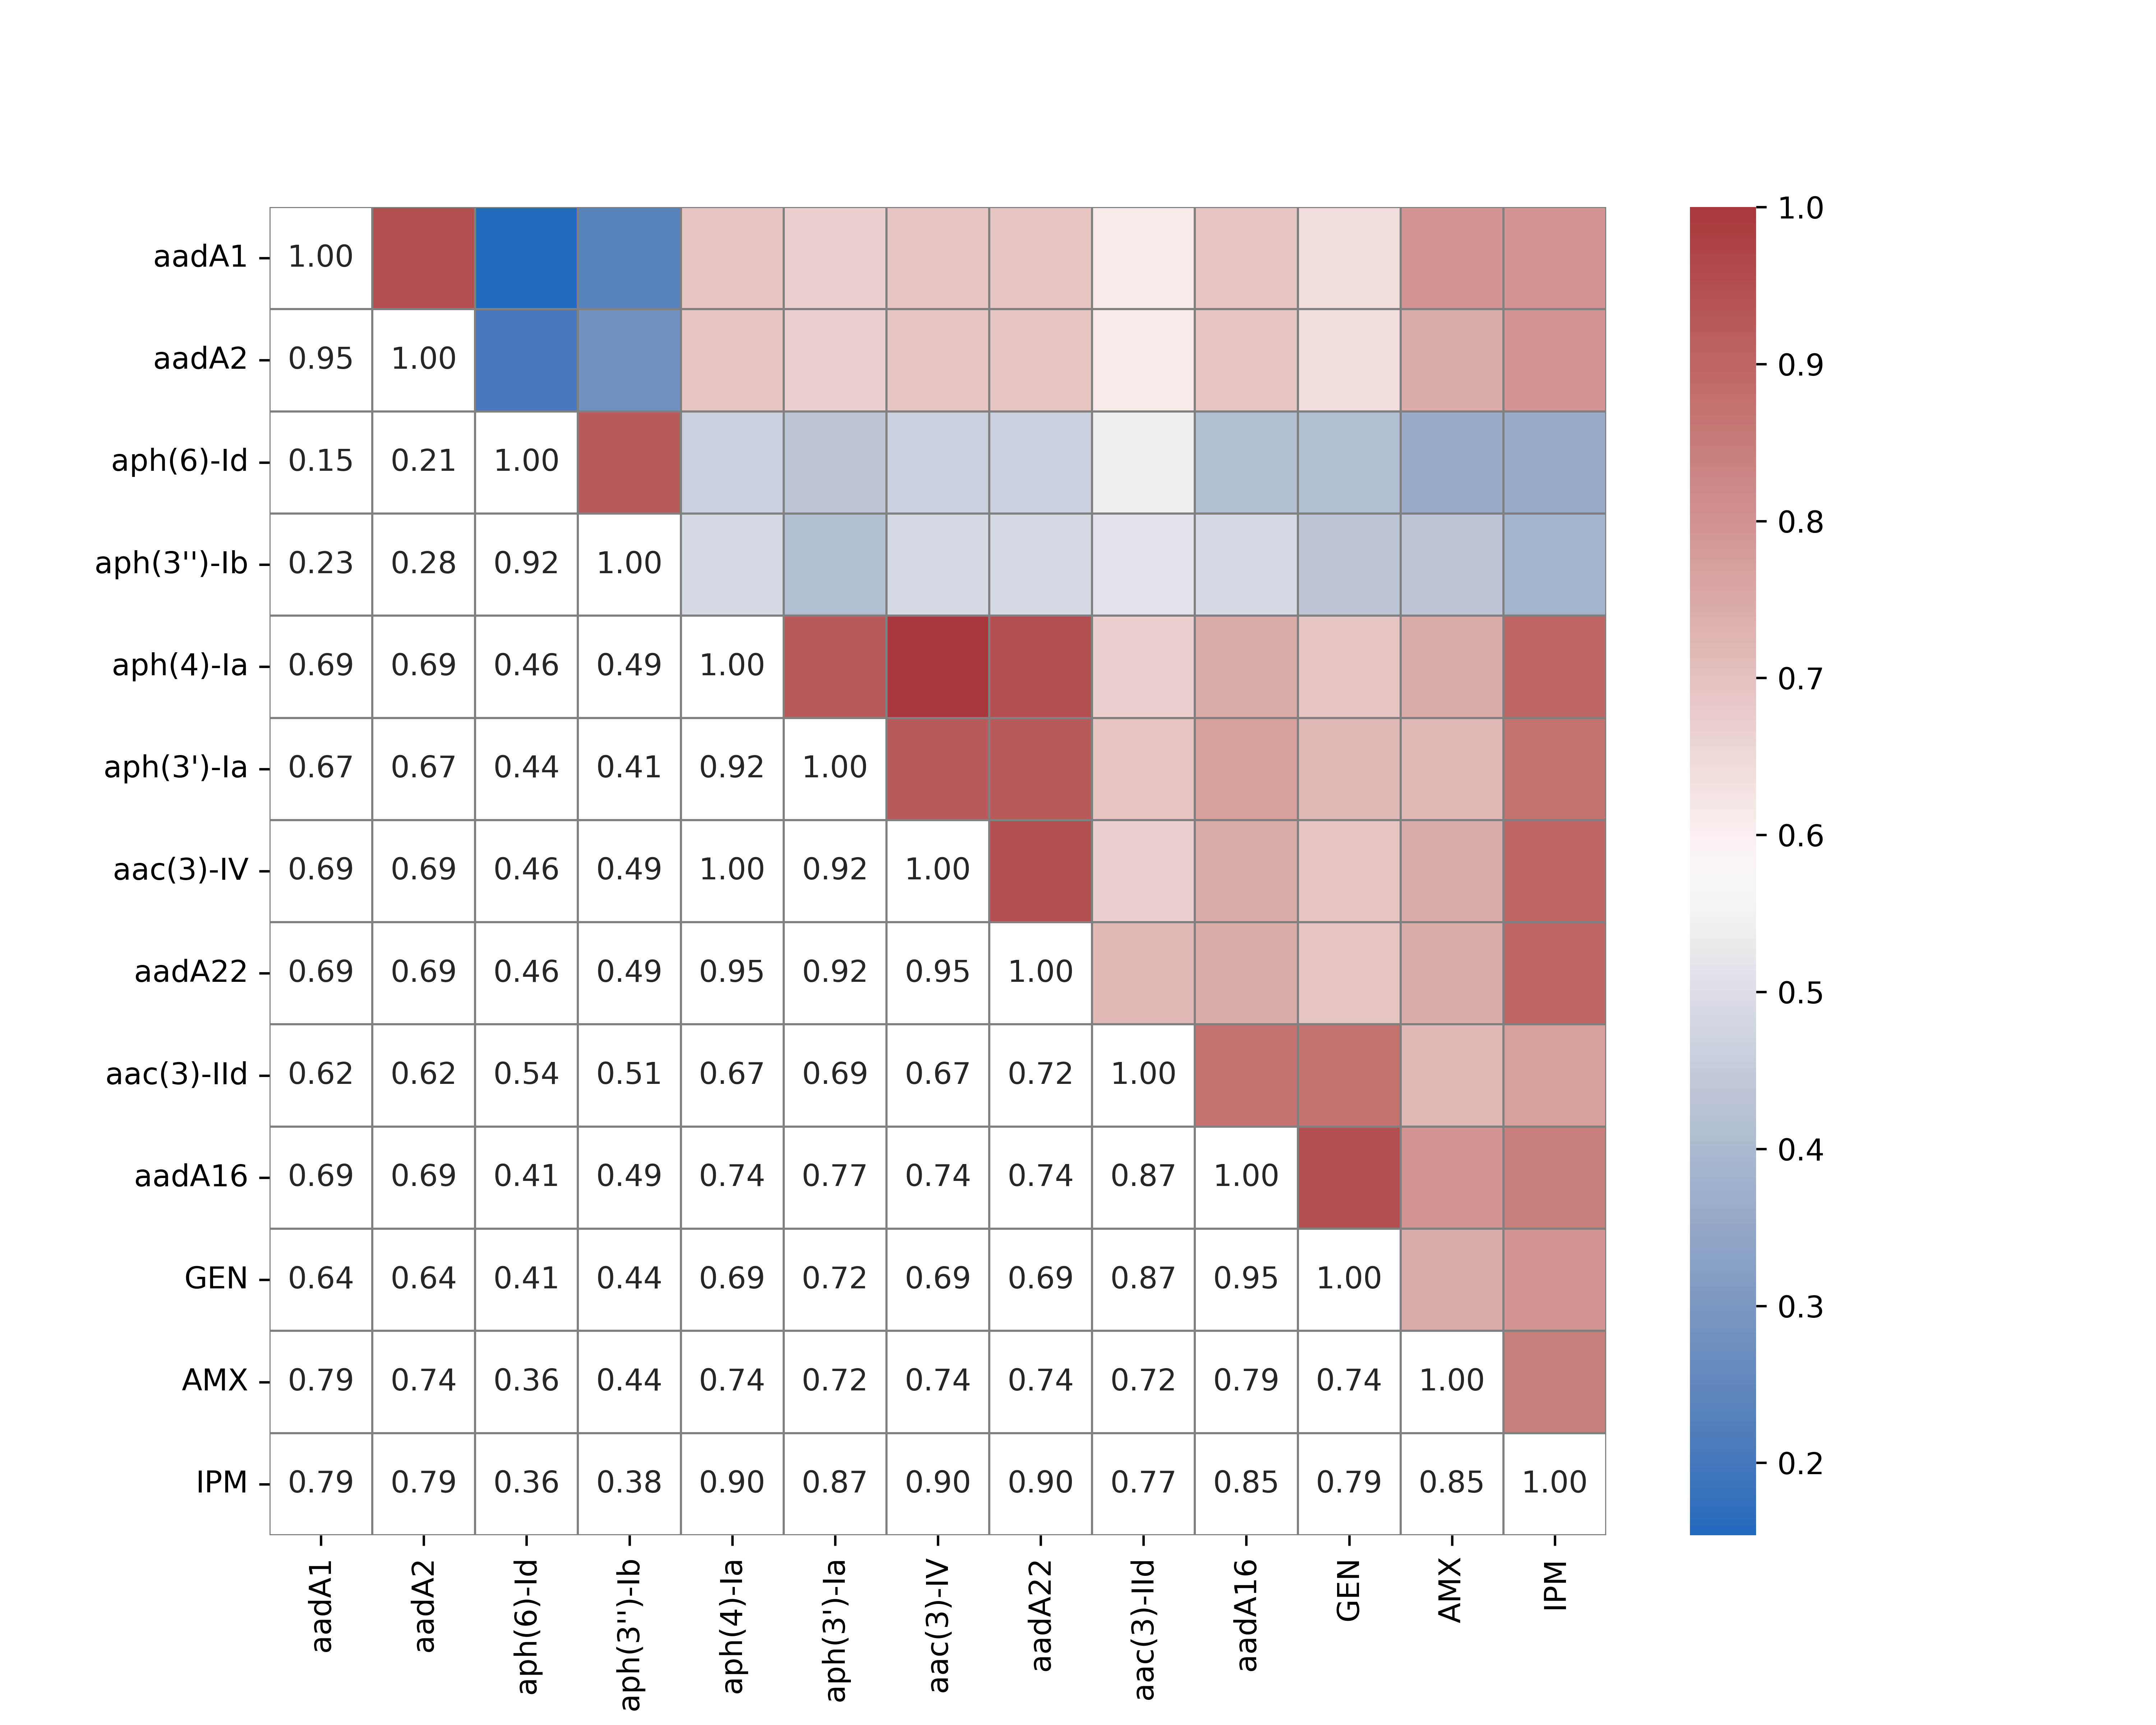 aadA1 1.00
aadA2 0.95 1.00
aph(6)-Id 0.15 0.21 1.00
aph(3'')-Ib 0.23 0.28 0.92 1.00
aph(4)-Ia 0.69 0.69 0.46 0.49 1.00
aph(3')-Ia 0.67 0.67 0.44 0.41 0.92 1.00
aac(3)-IV 0.69 0.69 0.46 0.49 1.00 0.92 1.00
aadA22 0.69 0.69 0.46 0.49 0.95 0.92 0.95 1.00
aac(3)-IId 0.62 0.62 0.54 0.51 0.67 0.69 0.67 0.72 1.00
aadA16 0.69 0.69 0.41 0.49 0.74 0.77 0.74 0.74 0.87 1.00
GEN 0.64 0.64 0.41 0.44 0.69 0.72 0.69 0.69 0.87 0.95 1.00
AMX 0.79 0.74 0.36 0.44 0.74 0.72 0.74 0.74 0.72 0.79 0.74 1.00
IPM 0.79 0.79 0.36 0.38 0.90 0.87 0.90 0.90 0.77 0.85 0.79 0.85 1.00
aadA1
aadA2
aph(6)-Id
aph(3'')-Ib
aph(4)-Ia
aph(3')-Ia
aac(3)-IV
aadA22
aac(3)-IId
aadA16
GEN
AMX
IPM
1.0
0.9
0.8
0.7
0.6
0.5
0.4
0.3
0.2